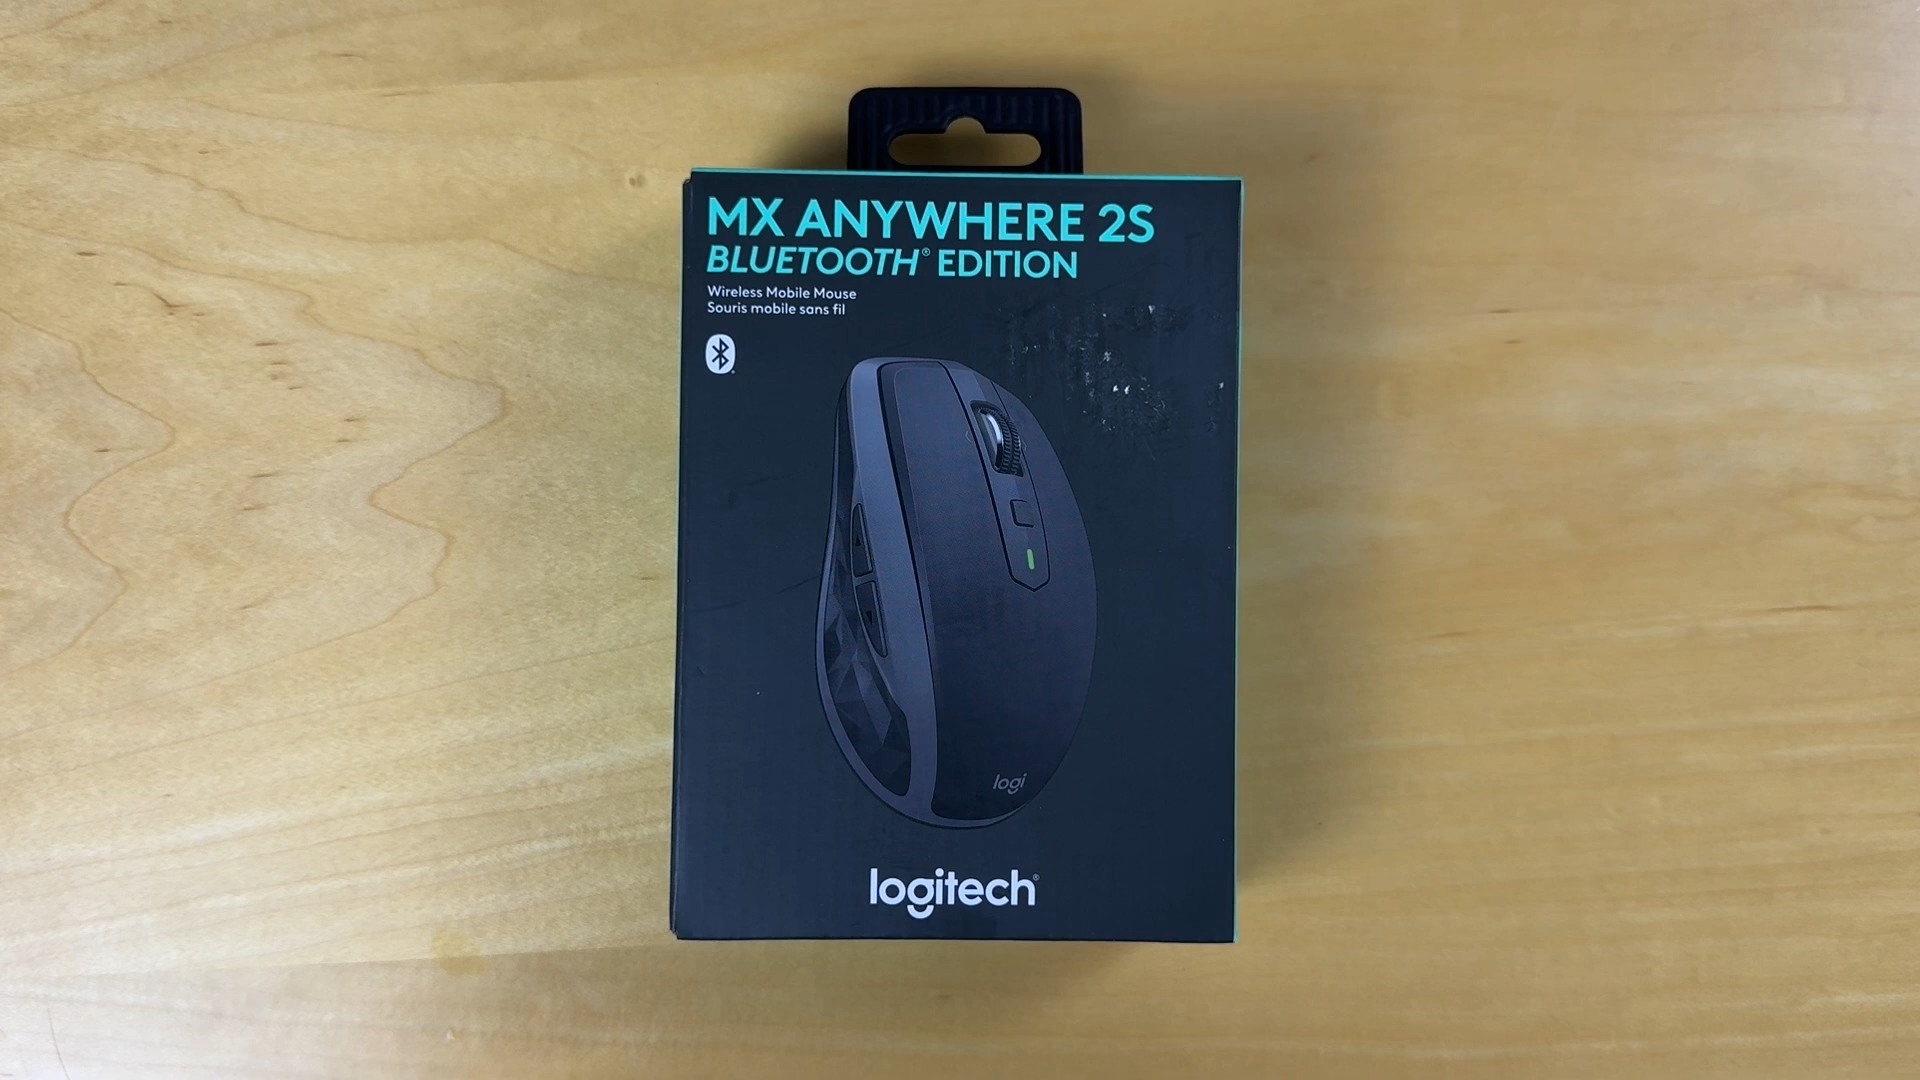 MX ANYWHERE 2S
BLUETOOTH® EDITION
Wireless Mobile Mouse
Souris mobile sans fil
logi
logitech®